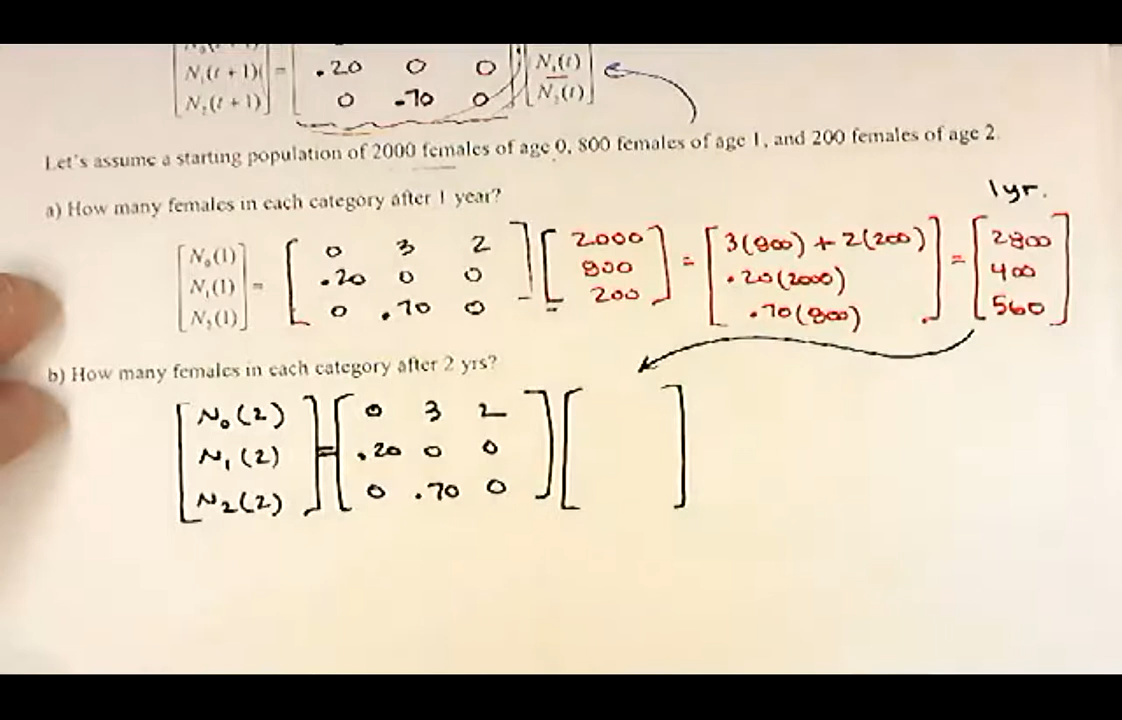 N₁(t + 1) = .20 0 0 N₁(t)
N₂(t + 1) 0 .70 0 N₂(t)
Let's assume a starting population of 2000 females of age 0, 800 females of age 1, and 200 females of age 2.
a) How many females in each category after 1 year?
1yr.
N₀(1) 0 3 2 2000 3(800) + 2(200) 2800
N₁(1) = .20 0 0 800 = .20(2000) = 400
N₂(1) 0 .70 0 200 .70(800) 560
b) How many females in each category after 2 yrs?
N₀(2) 0 3 2
N₁(2) = .20 0 0
N₂(2) 0 .70 0